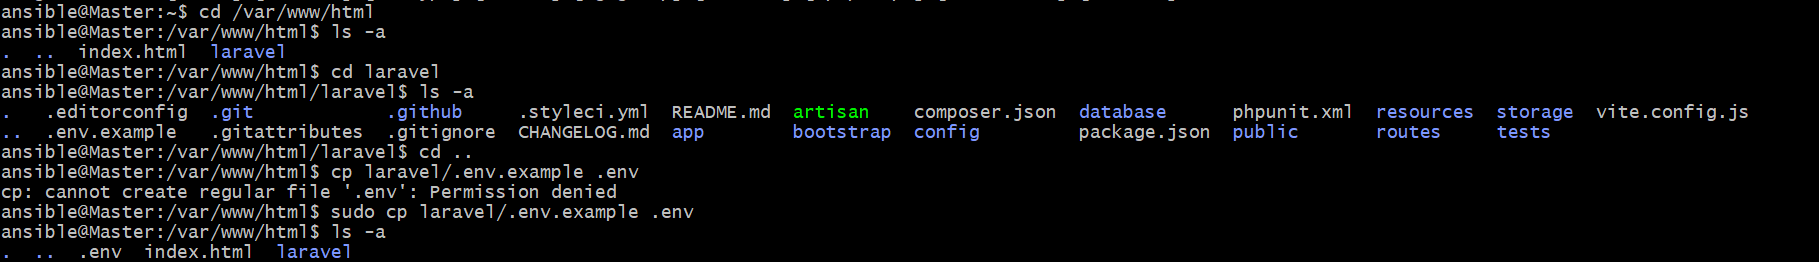 ansible@Master:~$ cd /var/www/html
ansible@Master:/var/www/html$ ls -a
.  ..  index.html  laravel
ansible@Master:/var/www/html$ cd laravel
ansible@Master:/var/www/html/laravel$ ls -a
.   .editorconfig  .git            .github     .styleci.yml  README.md  artisan    composer.json  database      phpunit.xml  resources  storage  vite.config.js
..  .env.example   .gitattributes  .gitignore  CHANGELOG.md  app        bootstrap  config         package.json  public       routes     tests
ansible@Master:/var/www/html/laravel$ cd ..
ansible@Master:/var/www/html$ cp laravel/.env.example .env
cp: cannot create regular file '.env': Permission denied
ansible@Master:/var/www/html$ sudo cp laravel/.env.example .env
ansible@Master:/var/www/html$ ls -a
.  ..  .env  index.html  laravel